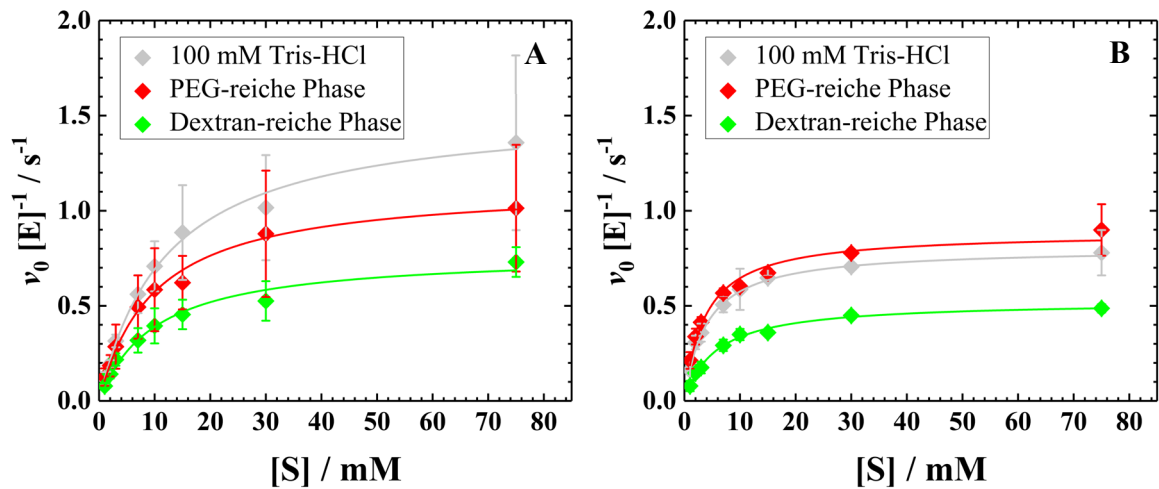 2.0
1.5
1.0
0.5
0.0
v₀ [E]⁻¹ / s⁻¹
100 mM Tris-HCl
PEG-reiche Phase
Dextran-reiche Phase
A
0 10 20 30 40 50 60 70 80
[S] / mM
2.0
1.5
1.0
0.5
0.0
v₀ [E]⁻¹ / s⁻¹
100 mM Tris-HCl
PEG-reiche Phase
Dextran-reiche Phase
B
0 10 20 30 40 50 60 70 80
[S] / mM